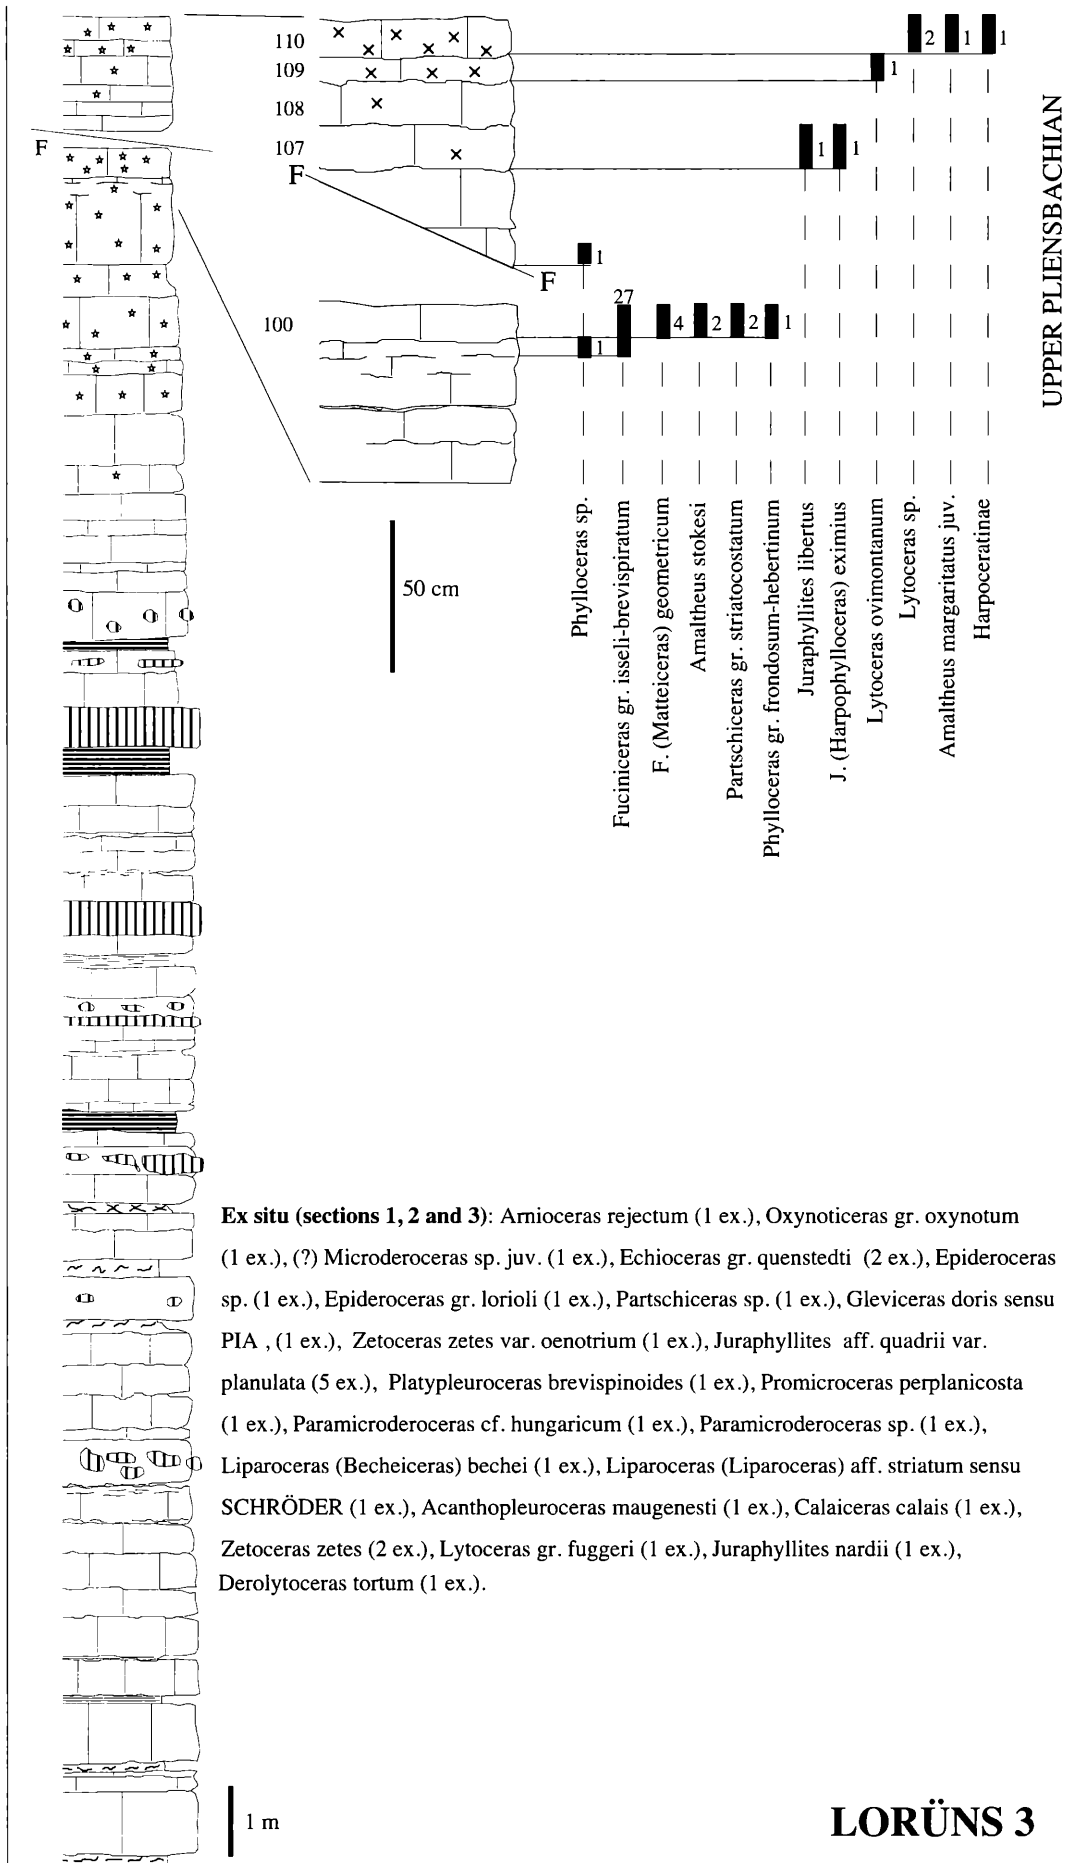 110
109
108
107
F
F
F
100
2
1
1
1
1
1
1
27
4
2
2
1
1
UPPER PLIENSBACHIAN
50 cm
Phylloceras sp.
Fuciniceras gr. isseli-brevispiratum
F. (Matteiceras) geometricum
Amaltheus stokesi
Partschiceras gr. striatocostatum
Phylloceras gr. frondosum-hebertinum
Juraphyllites libertus
J. (Harpophylloceras) eximius
Lytoceras ovimontanum
Lytoceras sp.
Amaltheus margaritatus juv.
Harpoceratinae
Ex situ (sections 1, 2 and 3): Arnioceras rejectum (1 ex.), Oxynoticeras gr. oxynotum
(1 ex.), (?) Microderoceras sp. juv. (1 ex.), Echioceras gr. quenstedti (2 ex.), Epideroceras
sp. (1 ex.), Epideroceras gr. lorioli (1 ex.), Partschiceras sp. (1 ex.), Gleviceras doris sensu
PIA , (1 ex.), Zetoceras zetes var. oenotrium (1 ex.), Juraphyllites aff. quadrii var.
planulata (5 ex.), Platypleuroceras brevispinoides (1 ex.), Promicroceras perplanicosta
(1 ex.), Paramicroderoceras cf. hungaricum (1 ex.), Paramicroderoceras sp. (1 ex.),
Liparoceras (Becheiceras) bechei (1 ex.), Liparoceras (Liparoceras) aff. striatum sensu
SCHRÖDER (1 ex.), Acanthopleuroceras maugenesti (1 ex.), Calaiceras calais (1 ex.),
Zetoceras zetes (2 ex.), Lytoceras gr. fuggeri (1 ex.), Juraphyllites nardii (1 ex.),
Derolytoceras tortum (1 ex.).
1 m
LORÜNS 3